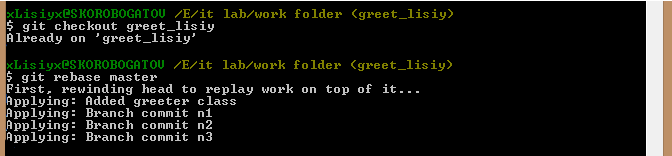 xLisiyx@SKOROBOGATOV /E/it lab/work folder (greet_lisiy)
$ git checkout greet_lisiy
Already on 'greet_lisiy'
xLisiyx@SKOROBOGATOV /E/it lab/work folder (greet_lisiy)
$ git rebase master
First, rewinding head to replay work on top of it...
Applying: Added greeter class
Applying: Branch commit n1
Applying: Branch commit n2
Applying: Branch commit n3